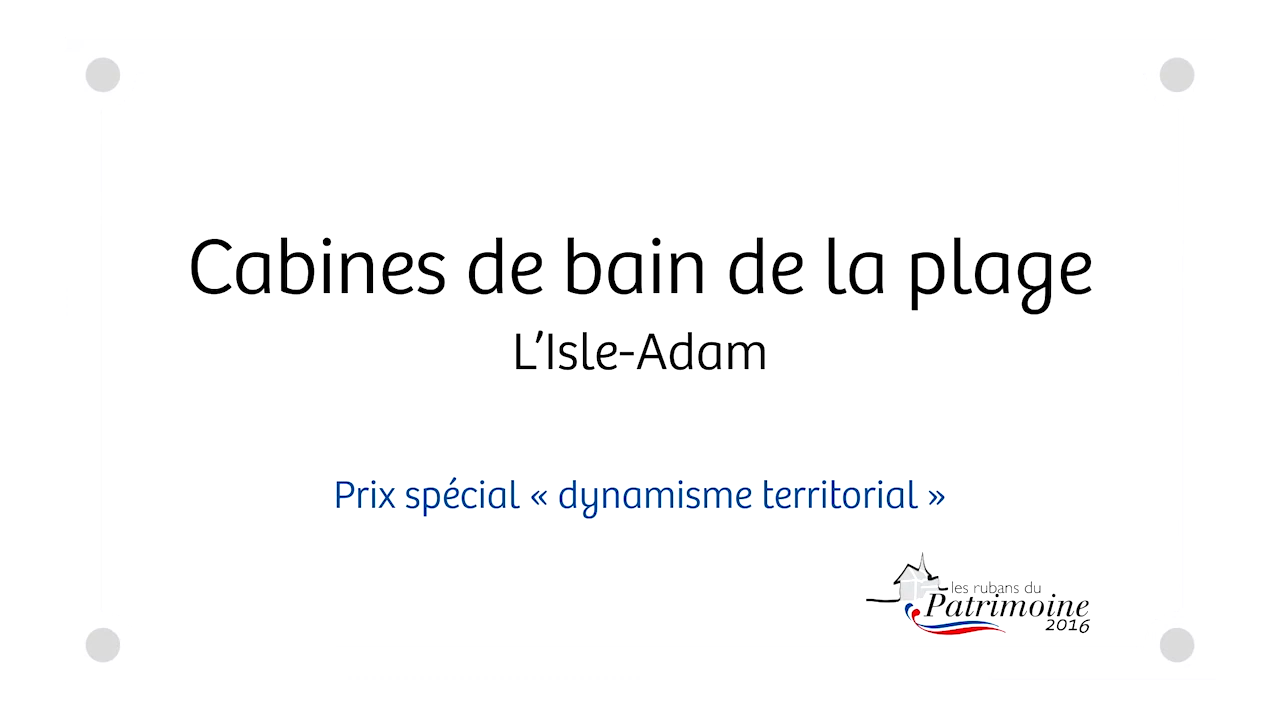 Cabines de bain de la plage
L’Isle-Adam
Prix spécial « dynamisme territorial »
les rubans du
Patrimoine
2016